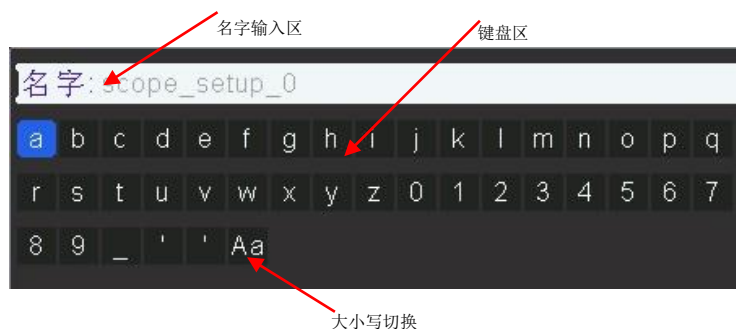 名字输入区
键盘区
名字:scope_setup_0
a b c d e f g h i j k l m n o p q
r s t u v w x y z 0 1 2 3 4 5 6 7
8 9 _ ' ' Aa
大小写切换